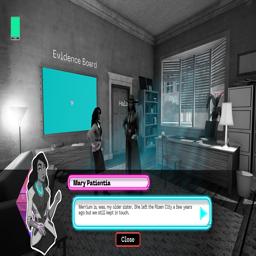 Evidence Board
Mary Patientia
Merrium is, was, my older sister. She left the Risen City a few years
ago but we still kept in touch.
Close